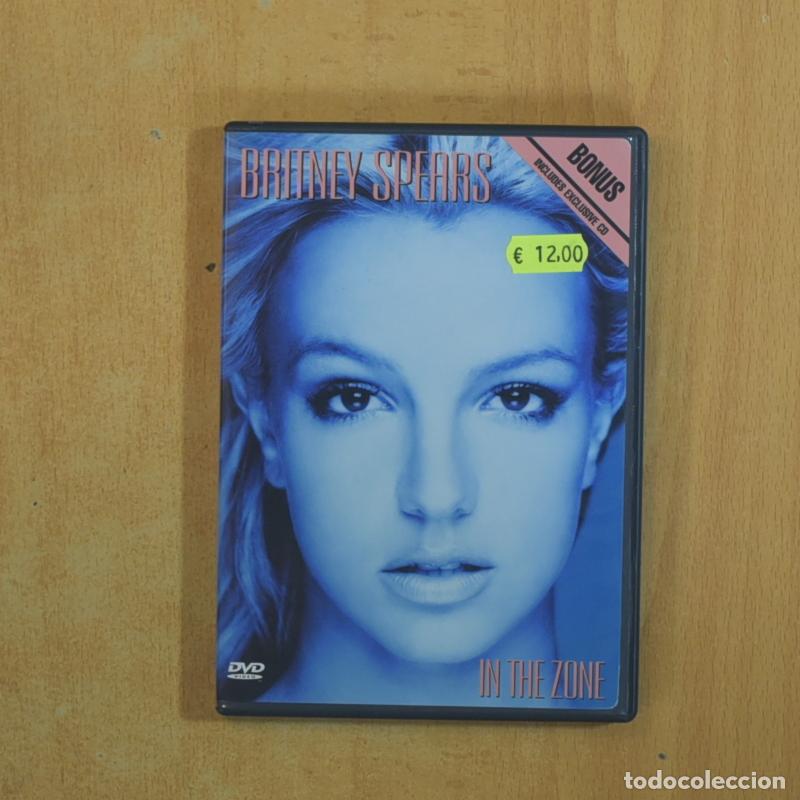 BRITNEY SPEARS
BONUS
INCLUDES EXCLUSIVE CD
€ 12,00
DVD
VIDEO
IN THE ZONE
todocoleccion